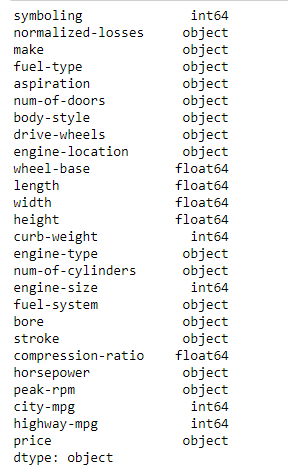 symboling int64
normalized-losses object
make object
fuel-type object
aspiration object
num-of-doors object
body-style object
drive-wheels object
engine-location object
wheel-base float64
length float64
width float64
height float64
curb-weight int64
engine-type object
num-of-cylinders object
engine-size int64
fuel-system object
bore object
stroke object
compression-ratio float64
horsepower object
peak-rpm object
city-mpg int64
highway-mpg int64
price object
dtype: object